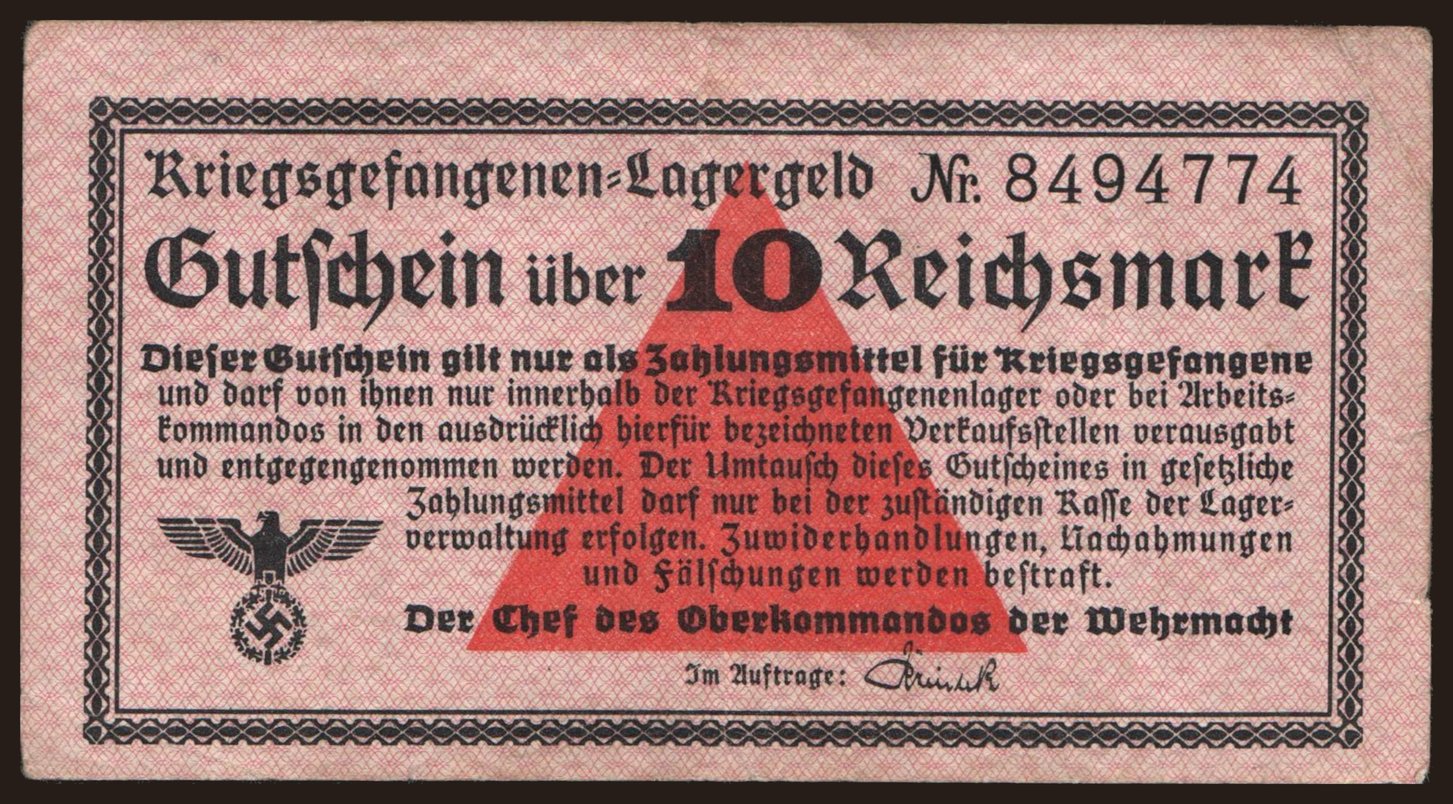 Kriegsgefangenen-Lagergeld Nr. 8494774
Gutschein über 10 Reichsmark
Dieser Gutschein gilt nur als Zahlungsmittel für Kriegsgefangene
und darf von ihnen nur innerhalb der Kriegsgefangenenlager oder bei Arbeits-
kommandos in den ausdrücklich hierfür bezeichneten Verkaufsstellen verausgabt
und entgegengenommen werden. Der Umtausch dieses Gutscheines in gesetzliche
Zahlungsmittel darf nur bei der zuständigen Kasse der Lager-
verwaltung erfolgen. Zuwiderhandlungen, Nachahmungen
und Fälschungen werden bestraft.
Der Chef des Oberkommandos der Wehrmacht
Im Auftrage: